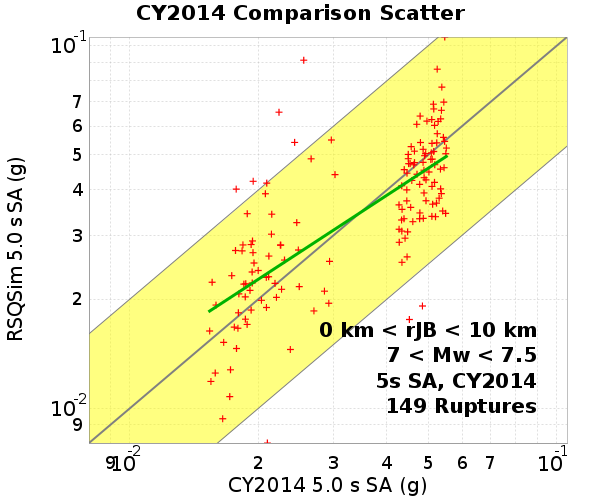 CY2014 Comparison Scatter
RSQSim 5.0 s SA (g)
10^-1
7
6
5
4
3
2
10^-2
9
0 km < rJB < 10 km
7 < Mw < 7.5
5s SA, CY2014
149 Ruptures
9 10^-2 2 3 4 5 6 7 10^-1
CY2014 5.0 s SA (g)